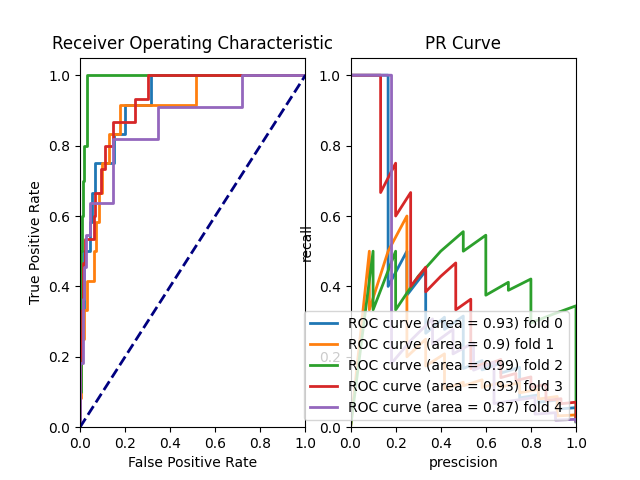 Receiver Operating Characteristic
PR Curve
1.0
0.8
0.6
0.4
0.2
0.0
True Positive Rate
0.0 0.2 0.4 0.6 0.8 1.0
False Positive Rate
1.0
0.8
0.6
0.4
0.2
0.0
recall
ROC curve (area = 0.93) fold 0
ROC curve (area = 0.9) fold 1
ROC curve (area = 0.99) fold 2
ROC curve (area = 0.93) fold 3
ROC curve (area = 0.87) fold 4
0.0 0.2 0.4 0.6 0.8 1.0
prescision